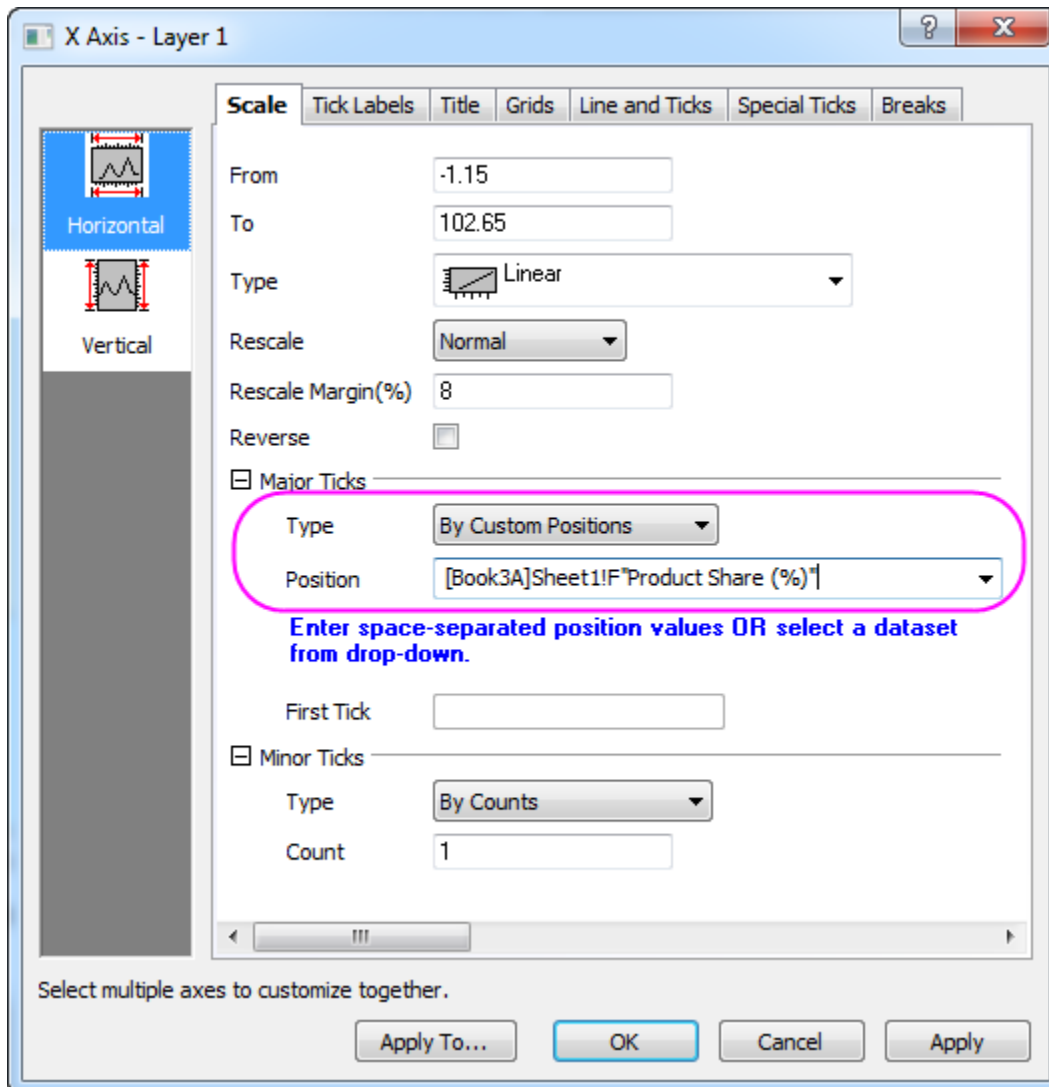 X Axis - Layer 1
Scale Tick Labels Title Grids Line and Ticks Special Ticks Breaks
Horizontal
Vertical
From -1.15
To 102.65
Type Linear
Rescale Normal
Rescale Margin(%) 8
Reverse
Major Ticks
Type By Custom Positions
Position [Book3A]Sheet1!F"Product Share (%)"
Enter space-separated position values OR select a dataset
from drop-down.
First Tick
Minor Ticks
Type By Counts
Count 1
Select multiple axes to customize together.
Apply To... OK Cancel Apply